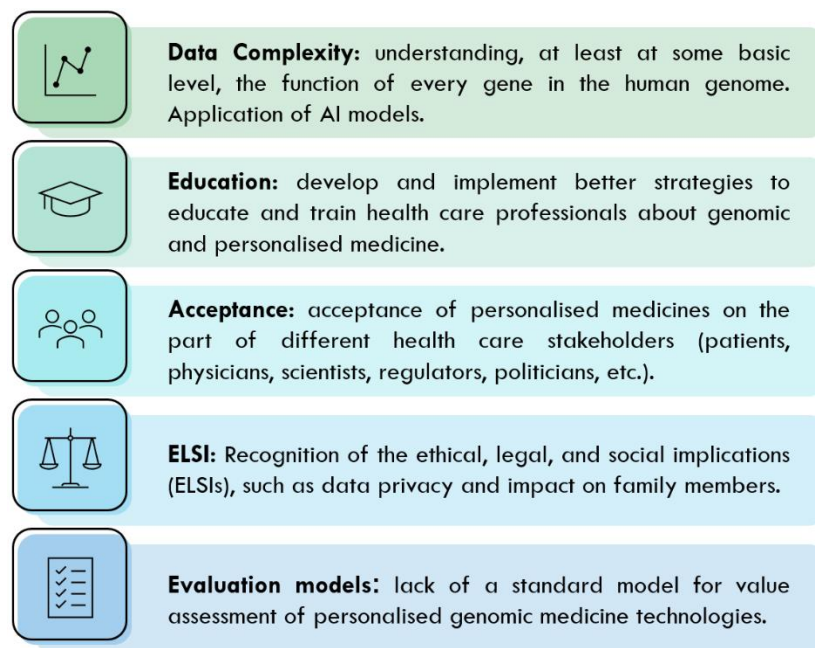 Data Complexity: understanding, at least at some basic
level, the function of every gene in the human genome.
Application of AI models.
Education: develop and implement better strategies to
educate and train health care professionals about genomic
and personalised medicine.
Acceptance: acceptance of personalised medicines on the
part of different health care stakeholders (patients,
physicians, scientists, regulators, politicians, etc.).
ELSI: Recognition of the ethical, legal, and social implications
(ELSIs), such as data privacy and impact on family members.
Evaluation models: lack of a standard model for value
assessment of personalised genomic medicine technologies.